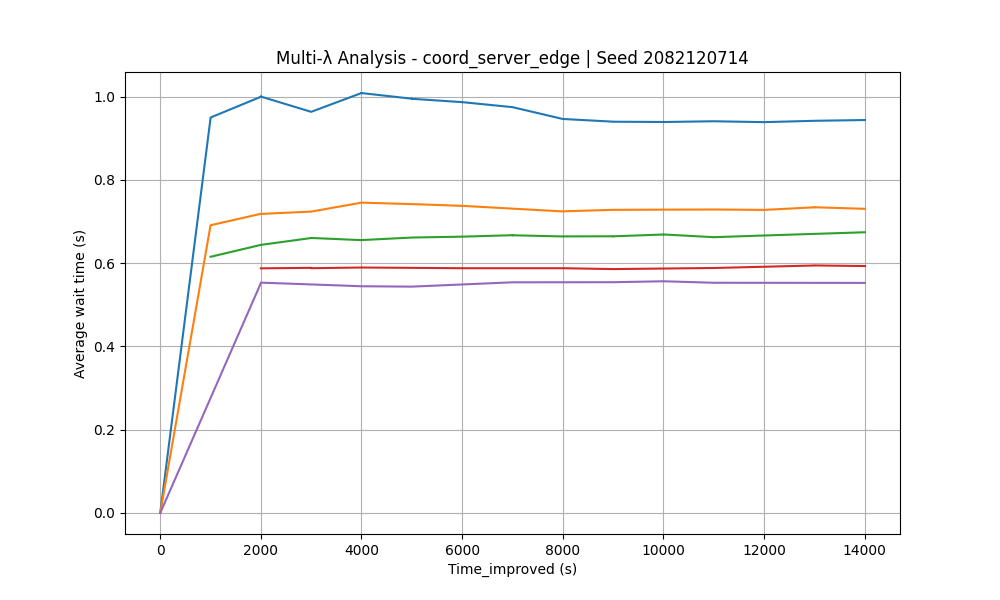 Multi-λ Analysis - coord_server_edge | Seed 2082120714
Average wait time (s)
1.0
0.8
0.6
0.4
0.2
0.0
0 2000 4000 6000 8000 10000 12000 14000
Time_improved (s)